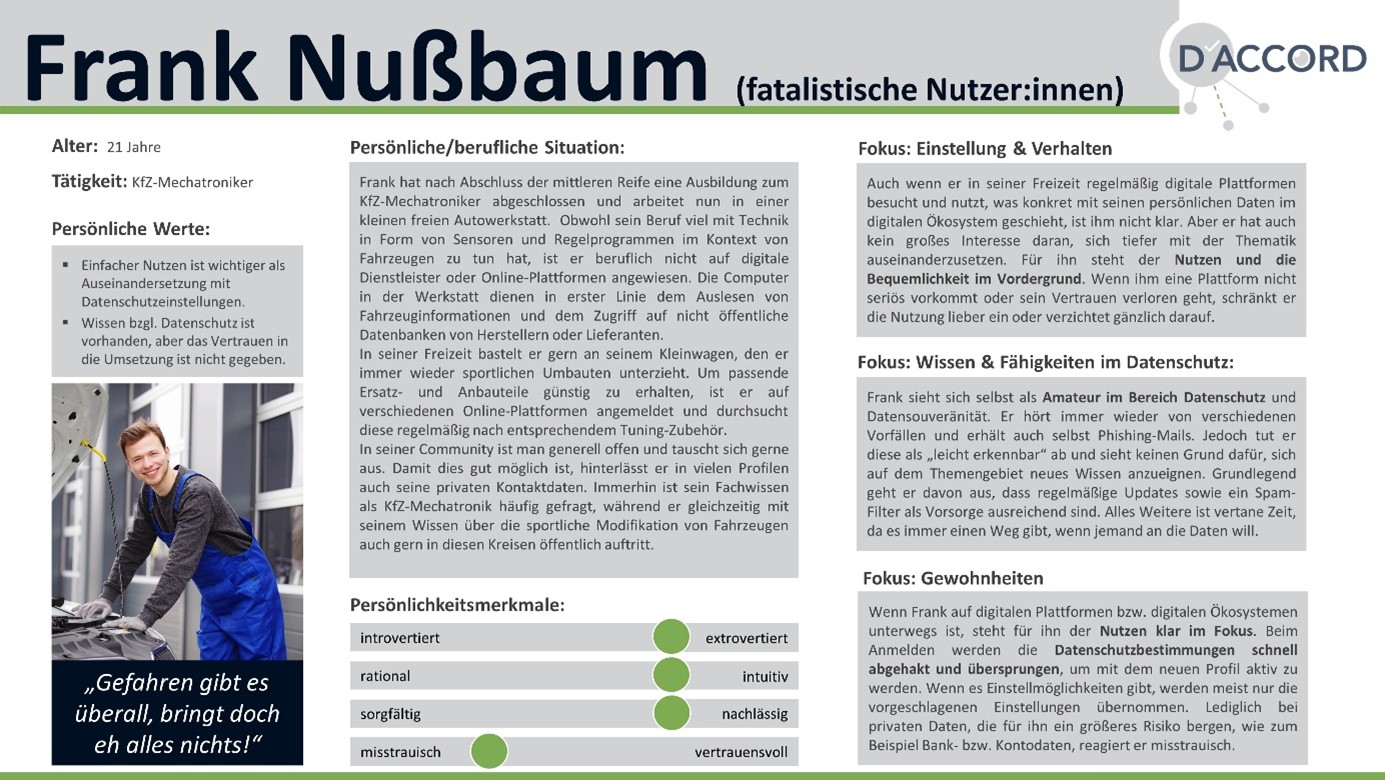 Frank Nußbaum (fatalistische Nutzer:innen)
D'ACCORD
Alter: 21 Jahre
Tätigkeit: KfZ-Mechatroniker
Persönliche Werte:
▪ Einfacher Nutzen ist wichtiger als
Auseinandersetzung mit
Datenschutzeinstellungen.
▪ Wissen bzgl. Datenschutz ist
vorhanden, aber das Vertrauen in
die Umsetzung ist nicht gegeben.
„Gefahren gibt es
überall, bringt doch
eh alles nichts!“
Persönliche/berufliche Situation:
Frank hat nach Abschluss der mittleren Reife eine Ausbildung zum
KfZ-Mechatroniker abgeschlossen und arbeitet nun in einer
kleinen freien Autowerkstatt. Obwohl sein Beruf viel mit Technik
in Form von Sensoren und Regelprogrammen im Kontext von
Fahrzeugen zu tun hat, ist er beruflich nicht auf digitale
Dienstleister oder Online-Plattformen angewiesen. Die Computer
in der Werkstatt dienen in erster Linie dem Auslesen von
Fahrzeuginformationen und dem Zugriff auf nicht öffentliche
Datenbanken von Herstellern oder Lieferanten.
In seiner Freizeit bastelt er gern an seinem Kleinwagen, den er
immer wieder sportlichen Umbauten unterzieht. Um passende
Ersatz- und Anbauteile günstig zu erhalten, ist er auf
verschiedenen Online-Plattformen angemeldet und durchsucht
diese regelmäßig nach entsprechendem Tuning-Zubehör.
In seiner Community ist man generell offen und tauscht sich gerne
aus. Damit dies gut möglich ist, hinterlässt er in vielen Profilen
auch seine privaten Kontaktdaten. Immerhin ist sein Fachwissen
als KfZ-Mechatronik häufig gefragt, während er gleichzeitig mit
seinem Wissen über die sportliche Modifikation von Fahrzeugen
auch gern in diesen Kreisen öffentlich auftritt.
Persönlichkeitsmerkmale:
introvertiert extrovertiert
rational intuitiv
sorgfältig nachlässig
misstrauisch vertrauensvoll
Fokus: Einstellung & Verhalten
Auch wenn er in seiner Freizeit regelmäßig digitale Plattformen
besucht und nutzt, was konkret mit seinen persönlichen Daten im
digitalen Ökosystem geschieht, ist ihm nicht klar. Aber er hat auch
kein großes Interesse daran, sich tiefer mit der Thematik
auseinanderzusetzen. Für ihn steht der Nutzen und die
Bequemlichkeit im Vordergrund. Wenn ihm eine Plattform nicht
seriös vorkommt oder sein Vertrauen verloren geht, schränkt er
die Nutzung lieber ein oder verzichtet gänzlich darauf.
Fokus: Wissen & Fähigkeiten im Datenschutz:
Frank sieht sich selbst als Amateur im Bereich Datenschutz und
Datensouveränität. Er hört immer wieder von verschiedenen
Vorfällen und erhält auch selbst Phishing-Mails. Jedoch tut er
diese als „leicht erkennbar“ ab und sieht keinen Grund dafür, sich
auf dem Themengebiet neues Wissen anzueignen. Grundlegend
geht er davon aus, dass regelmäßige Updates sowie ein Spam-
Filter als Vorsorge ausreichend sind. Alles Weitere ist vertane Zeit,
da es immer einen Weg gibt, wenn jemand an die Daten will.
Fokus: Gewohnheiten
Wenn Frank auf digitalen Plattformen bzw. digitalen Ökosystemen
unterwegs ist, steht für ihn der Nutzen klar im Fokus. Beim
Anmelden werden die Datenschutzbestimmungen schnell
abgehakt und übersprungen, um mit dem neuen Profil aktiv zu
werden. Wenn es Einstellmöglichkeiten gibt, werden meist nur die
vorgeschlagenen Einstellungen übernommen. Lediglich bei
privaten Daten, die für ihn ein größeres Risiko bergen, wie zum
Beispiel Bank- bzw. Kontodaten, reagiert er misstrauisch.